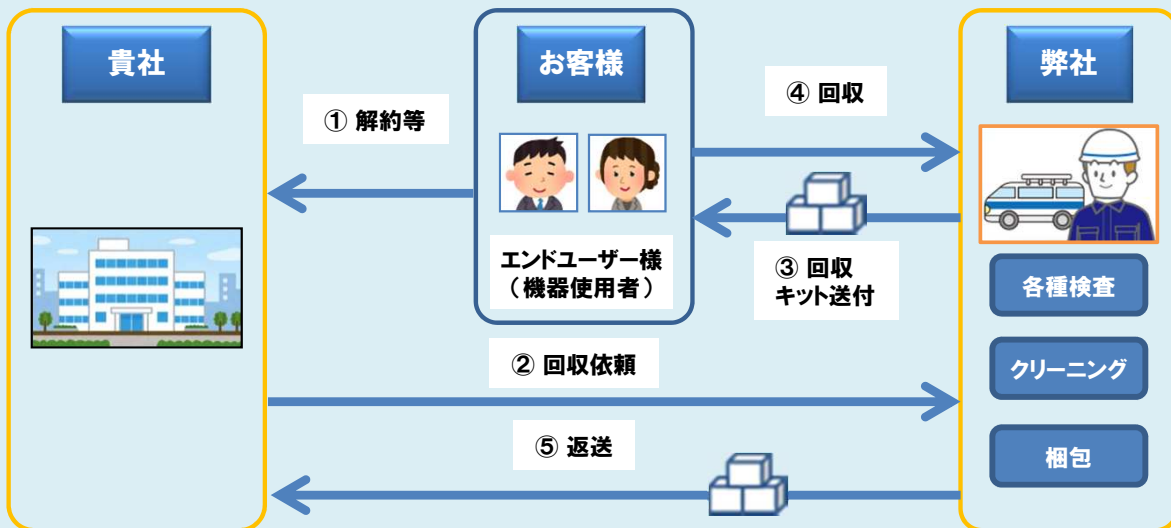 貴社
お客様
弊社
① 解約等
④ 回収
エンドユーザー様
（機器使用者）
③ 回収
キット送付
各種検査
② 回収依頼
クリーニング
⑤ 返送
梱包